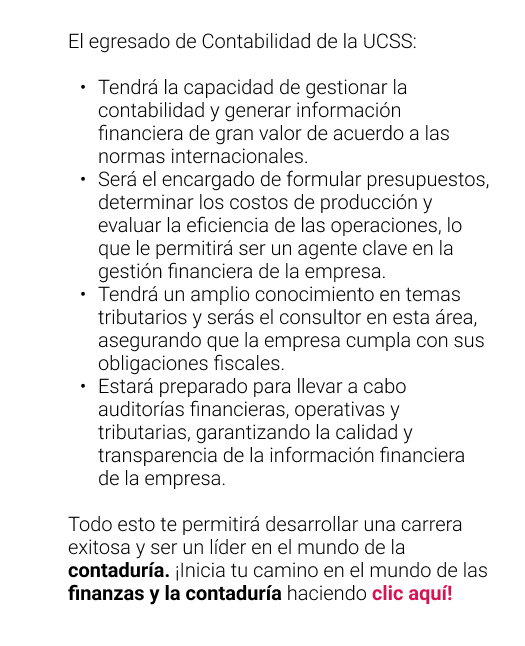 El egresado de Contabilidad de la UCSS:
• Tendrá la capacidad de gestionar la
contabilidad y generar información
financiera de gran valor de acuerdo a las
normas internacionales.
• Será el encargado de formular presupuestos,
determinar los costos de producción y
evaluar la eficiencia de las operaciones, lo
que le permitirá ser un agente clave en la
gestión financiera de la empresa.
• Tendrá un amplio conocimiento en temas
tributarios y serás el consultor en esta área,
asegurando que la empresa cumpla con sus
obligaciones fiscales.
• Estará preparado para llevar a cabo
auditorías financieras, operativas y
tributarias, garantizando la calidad y
transparencia de la información financiera
de la empresa.
Todo esto te permitirá desarrollar una carrera
exitosa y ser un líder en el mundo de la
contaduría. ¡Inicia tu camino en el mundo de las
finanzas y la contaduría haciendo clic aquí!